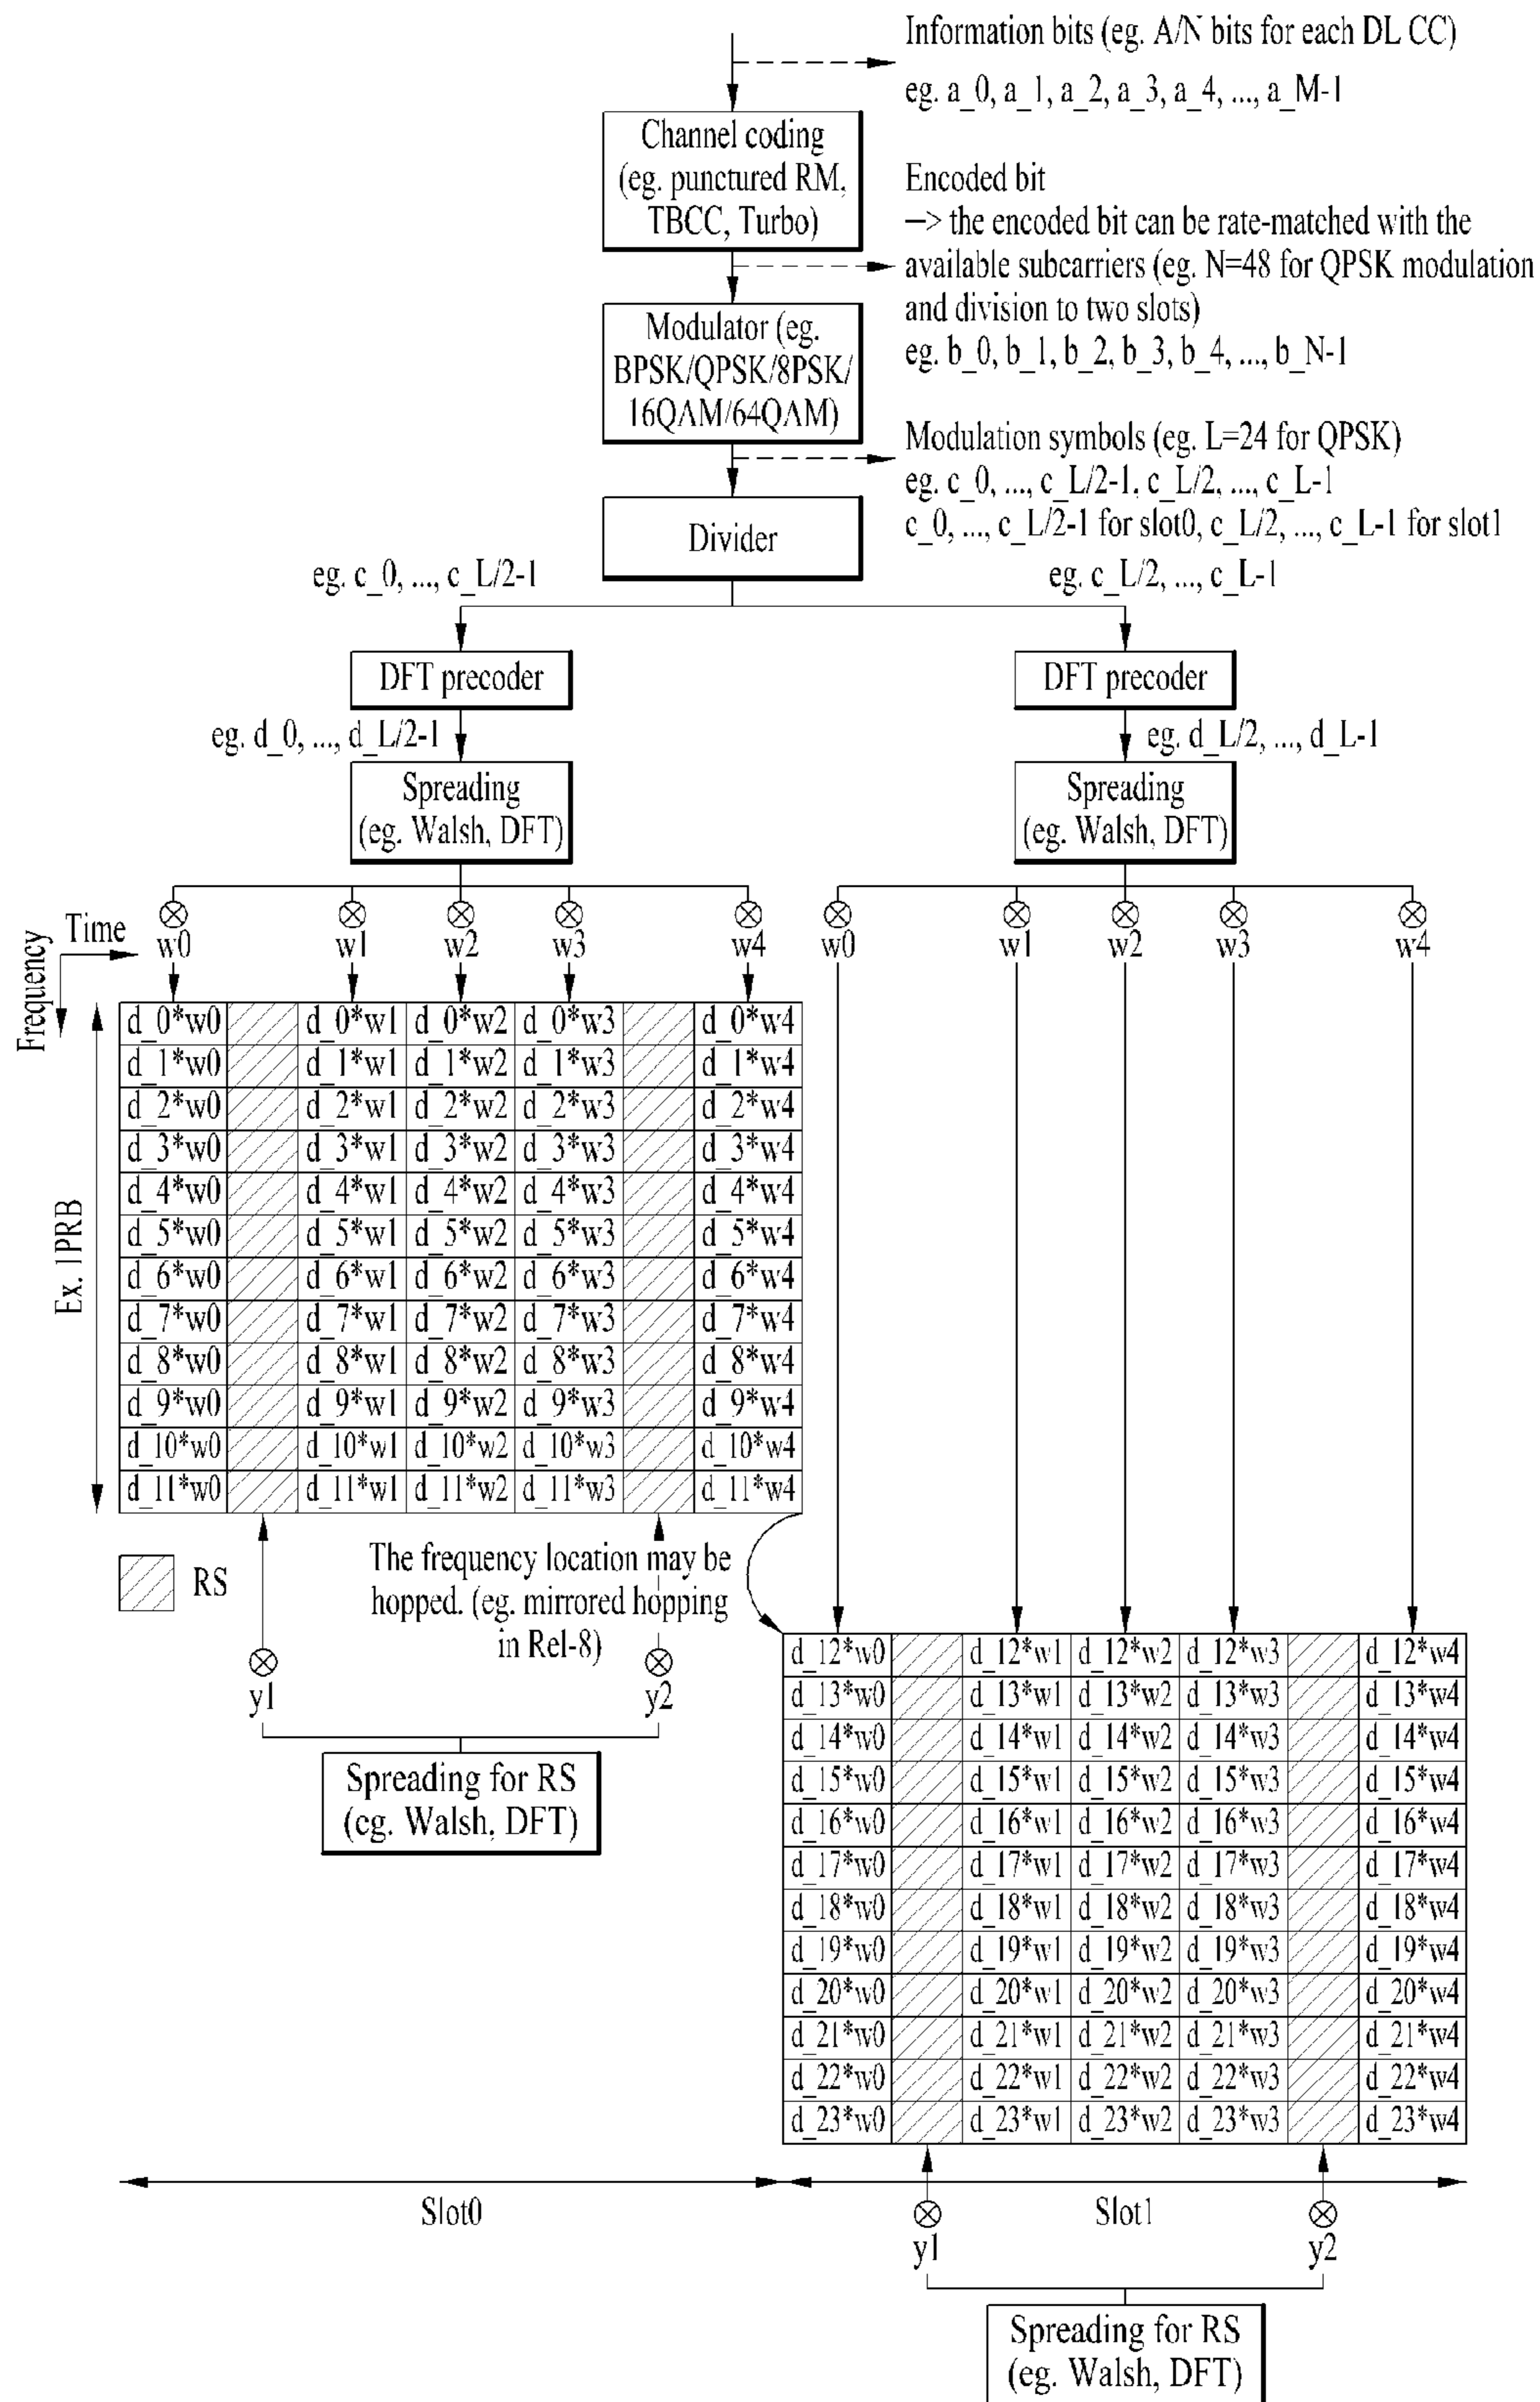 Information bits (eg. A/N bits for each DL CC)
eg. a_0, a_1, a_2, a_3, a_4, ..., a_M-1
Channel coding
(eg. punctured RM,
TBCC, Turbo)
Encoded bit
–> the encoded bit can be rate-matched with the
available subcarriers (eg. N=48 for QPSK modulation
and division to two slots)
eg. b_0, b_1, b_2, b_3, b_4, ..., b_N-1
Modulator (eg.
BPSK/QPSK/8PSK/
16QAM/64QAM)
Modulation symbols (eg. L=24 for QPSK)
eg. c_0, ..., c_L/2-1, c_L/2, ..., c_L-1
c_0, ..., c_L/2-1 for slot0, c_L/2, ..., c_L-1 for slot1
Divider
eg. c_0, ..., c_L/2-1
eg. c_L/2, ..., c_L-1
DFT precoder
DFT precoder
eg. d_0, ..., d_L/2-1
eg. d_L/2, ..., d_L-1
Spreading
(eg. Walsh, DFT)
Spreading
(eg. Walsh, DFT)
Time
Frequency
w0 w1 w2 w3 w4
w0 w1 w2 w3 w4
Ex. 1PRB
d_0*w0 d_0*w1 d_0*w2 d_0*w3 d_0*w4
d_1*w0 d_1*w1 d_1*w2 d_1*w3 d_1*w4
d_2*w0 d_2*w1 d_2*w2 d_2*w3 d_2*w4
d_3*w0 d_3*w1 d_3*w2 d_3*w3 d_3*w4
d_4*w0 d_4*w1 d_4*w2 d_4*w3 d_4*w4
d_5*w0 d_5*w1 d_5*w2 d_5*w3 d_5*w4
d_6*w0 d_6*w1 d_6*w2 d_6*w3 d_6*w4
d_7*w0 d_7*w1 d_7*w2 d_7*w3 d_7*w4
d_8*w0 d_8*w1 d_8*w2 d_8*w3 d_8*w4
d_9*w0 d_9*w1 d_9*w2 d_9*w3 d_9*w4
d_10*w0 d_10*w1 d_10*w2 d_10*w3 d_10*w4
d_11*w0 d_11*w1 d_11*w2 d_11*w3 d_11*w4
RS
The frequency location may be
hopped. (eg. mirrored hopping
in Rel-8)
y1 y2
Spreading for RS
(eg. Walsh, DFT)
d_12*w0 d_12*w1 d_12*w2 d_12*w3 d_12*w4
d_13*w0 d_13*w1 d_13*w2 d_13*w3 d_13*w4
d_14*w0 d_14*w1 d_14*w2 d_14*w3 d_14*w4
d_15*w0 d_15*w1 d_15*w2 d_15*w3 d_15*w4
d_16*w0 d_16*w1 d_16*w2 d_16*w3 d_16*w4
d_17*w0 d_17*w1 d_17*w2 d_17*w3 d_17*w4
d_18*w0 d_18*w1 d_18*w2 d_18*w3 d_18*w4
d_19*w0 d_19*w1 d_19*w2 d_19*w3 d_19*w4
d_20*w0 d_20*w1 d_20*w2 d_20*w3 d_20*w4
d_21*w0 d_21*w1 d_21*w2 d_21*w3 d_21*w4
d_22*w0 d_22*w1 d_22*w2 d_22*w3 d_22*w4
d_23*w0 d_23*w1 d_23*w2 d_23*w3 d_23*w4
Slot0
Slot1
y1 y2
Spreading for RS
(eg. Walsh, DFT)